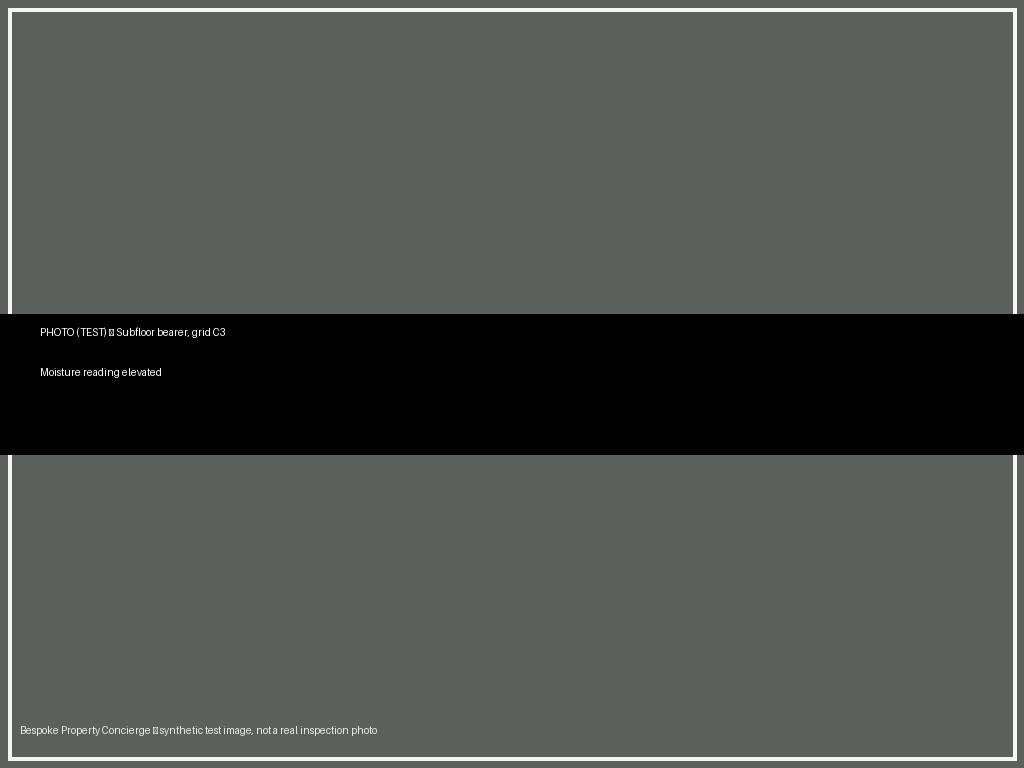 PHOTO (TEST) ▯ Subfloor bearer, grid C3
Moisture reading elevated
Bespoke Property Concierge ▯ synthetic test image, not a real inspection photo